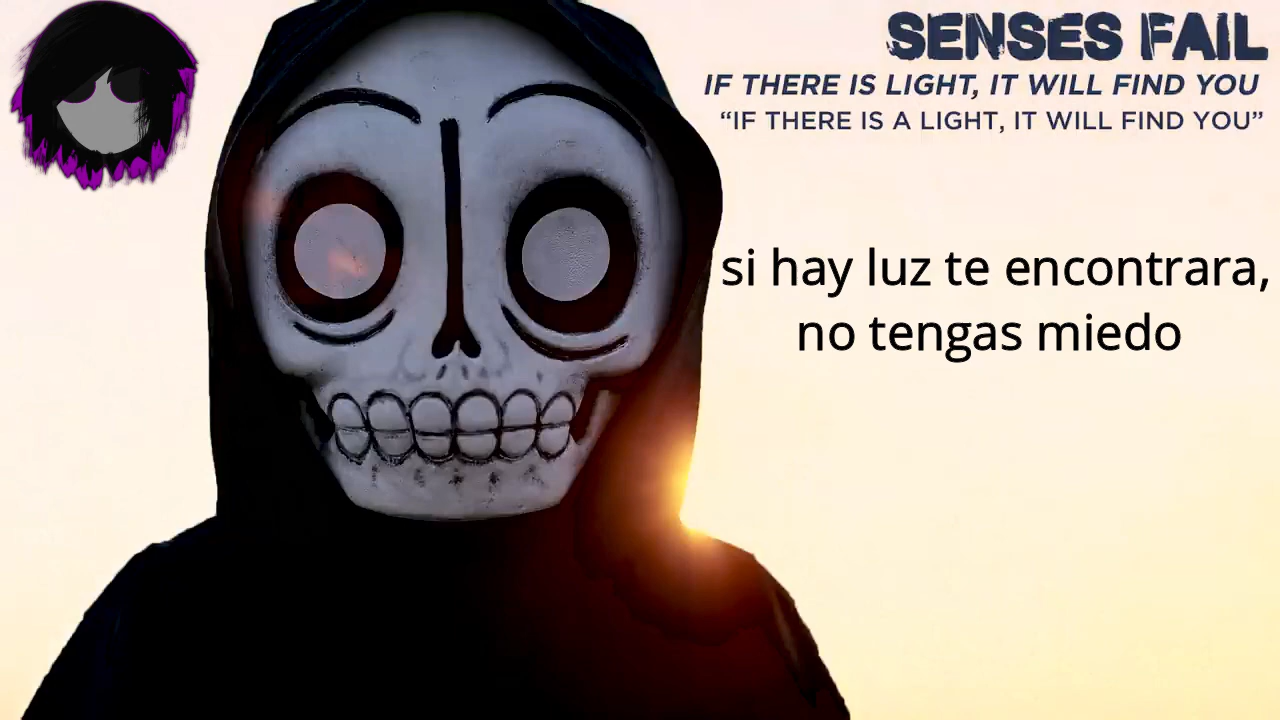 SENSES FAIL
IF THERE IS LIGHT, IT WILL FIND YOU
“IF THERE IS A LIGHT, IT WILL FIND YOU”
si hay luz te encontrara,
no tengas miedo